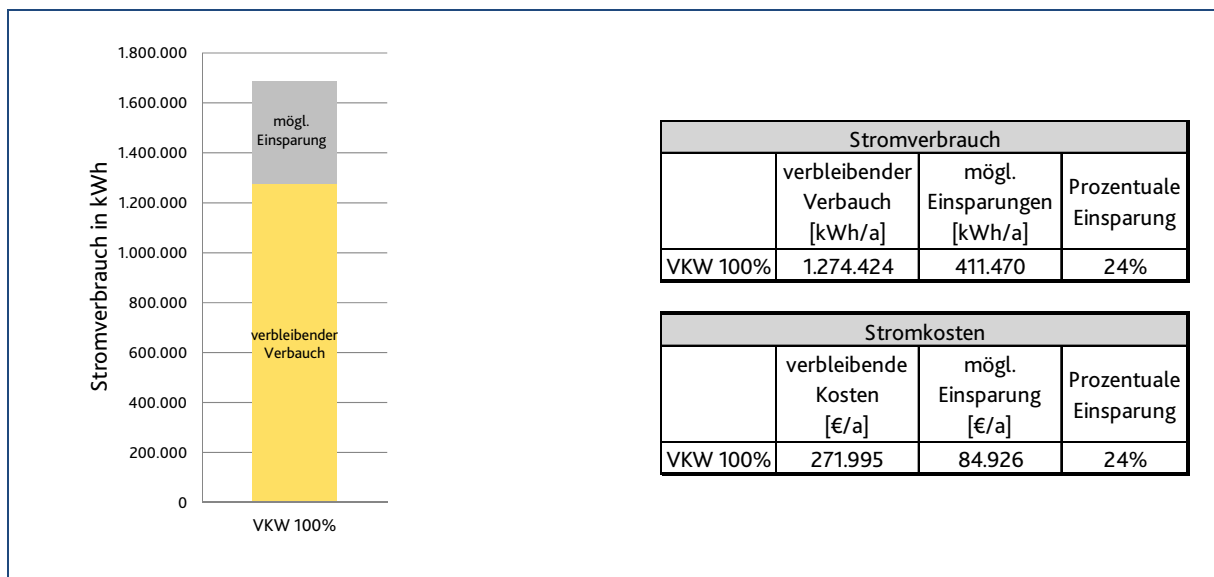 1.800.000
1.600.000
1.400.000
1.200.000
1.000.000
800.000
600.000
400.000
200.000
0
Stromverbrauch in kWh
mögl.
Einsparung
verbleibender
Verbauch
VKW 100%
Stromverbrauch
verbleibender
Verbauch
[kWh/a]
mögl.
Einsparungen
[kWh/a]
Prozentuale
Einsparung
VKW 100% 1.274.424 411.470 24%
Stromkosten
verbleibende
Kosten
[€/a]
mögl.
Einsparung
[€/a]
Prozentuale
Einsparung
VKW 100% 271.995 84.926 24%